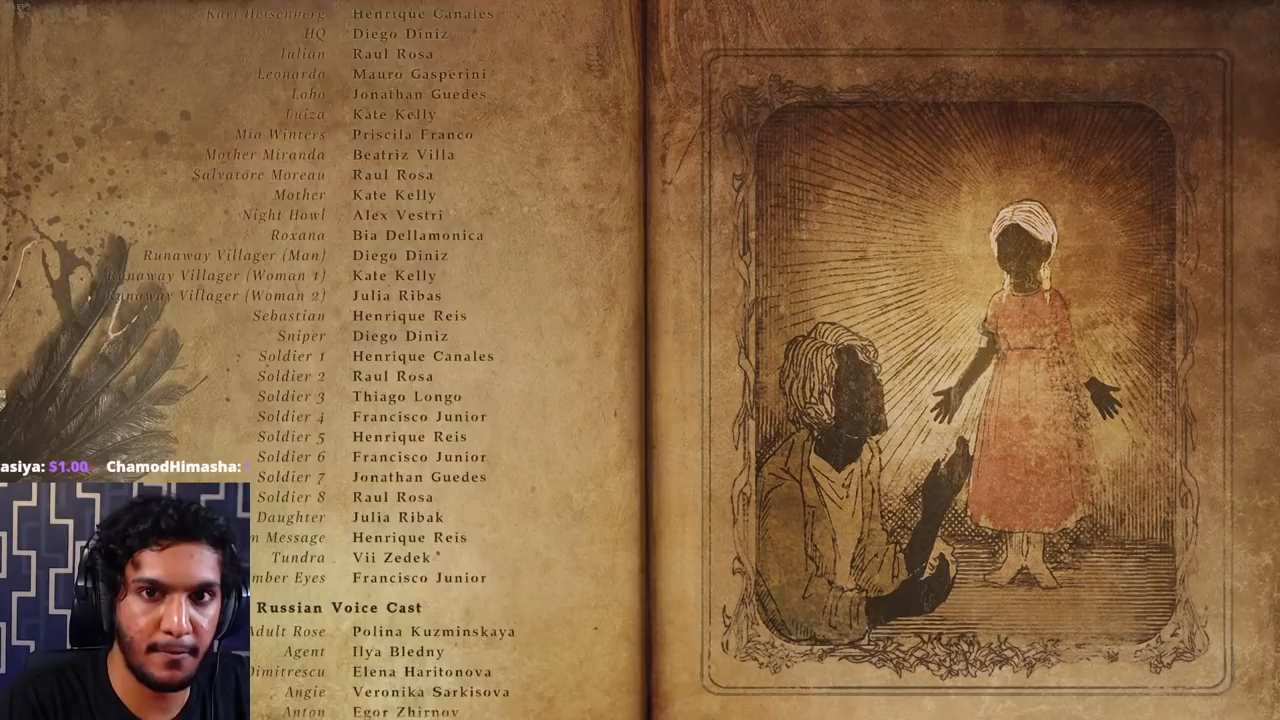 Karl Heisenberg Henrique Canales
HQ Diego Diniz
Iulian Raul Rosa
Leonardo Mauro Gasperini
Loba Jonathan Guedes
Luiza Kate Kelly
Mia Winters Priscila Franco
Mother Miranda Beatriz Villa
Salvatore Moreau Raul Rosa
Mother Kate Kelly
Night Howl Alex Vestri
Roxana Bia Dellamonica
Runaway Villager (Man) Diego Diniz
Runaway Villager (Woman 1) Kate Kelly
Runaway Villager (Woman 2) Julia Ribas
Sebastian Henrique Reis
Sniper Diego Diniz
Soldier 1 Henrique Canales
Soldier 2 Raul Rosa
Soldier 3 Thiago Longo
Soldier 4 Francisco Junior
Soldier 5 Henrique Reis
Soldier 6 Francisco Junior
asiya: $1.00 ChamodHimasha:
Soldier 7 Jonathan Guedes
Soldier 8 Raul Rosa
Daughter Julia Ribak
n Message Henrique Reis
Tundra Vii Zedek
mber Eyes Francisco Junior
Russian Voice Cast
Adult Rose Polina Kuzminskaya
Agent Ilya Bledny
Dimitrescu Elena Haritonova
Angie Veronika Sarkisova
Anton Egor Zhirnov